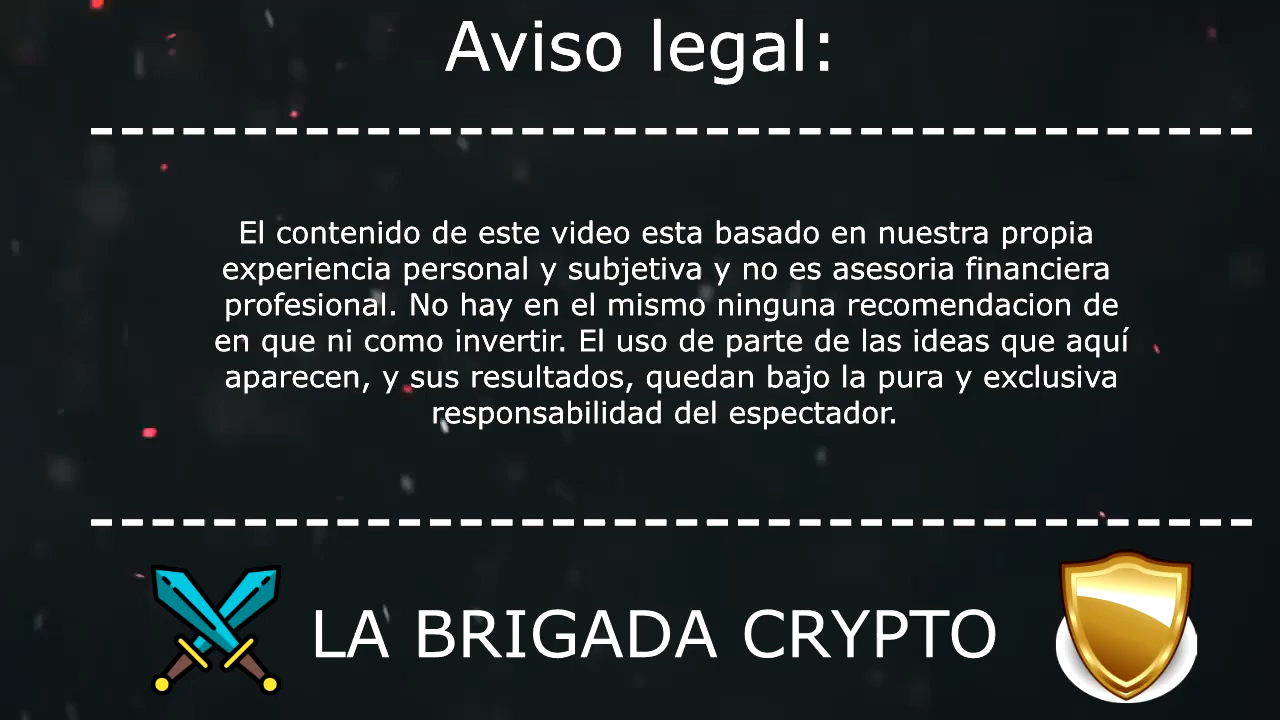 Aviso legal:
El contenido de este video esta basado en nuestra propia
experiencia personal y subjetiva y no es asesoria financiera
profesional. No hay en el mismo ninguna recomendacion de
en que ni como invertir. El uso de parte de las ideas que aquí
aparecen, y sus resultados, quedan bajo la pura y exclusiva
responsabilidad del espectador.
LA BRIGADA CRYPTO